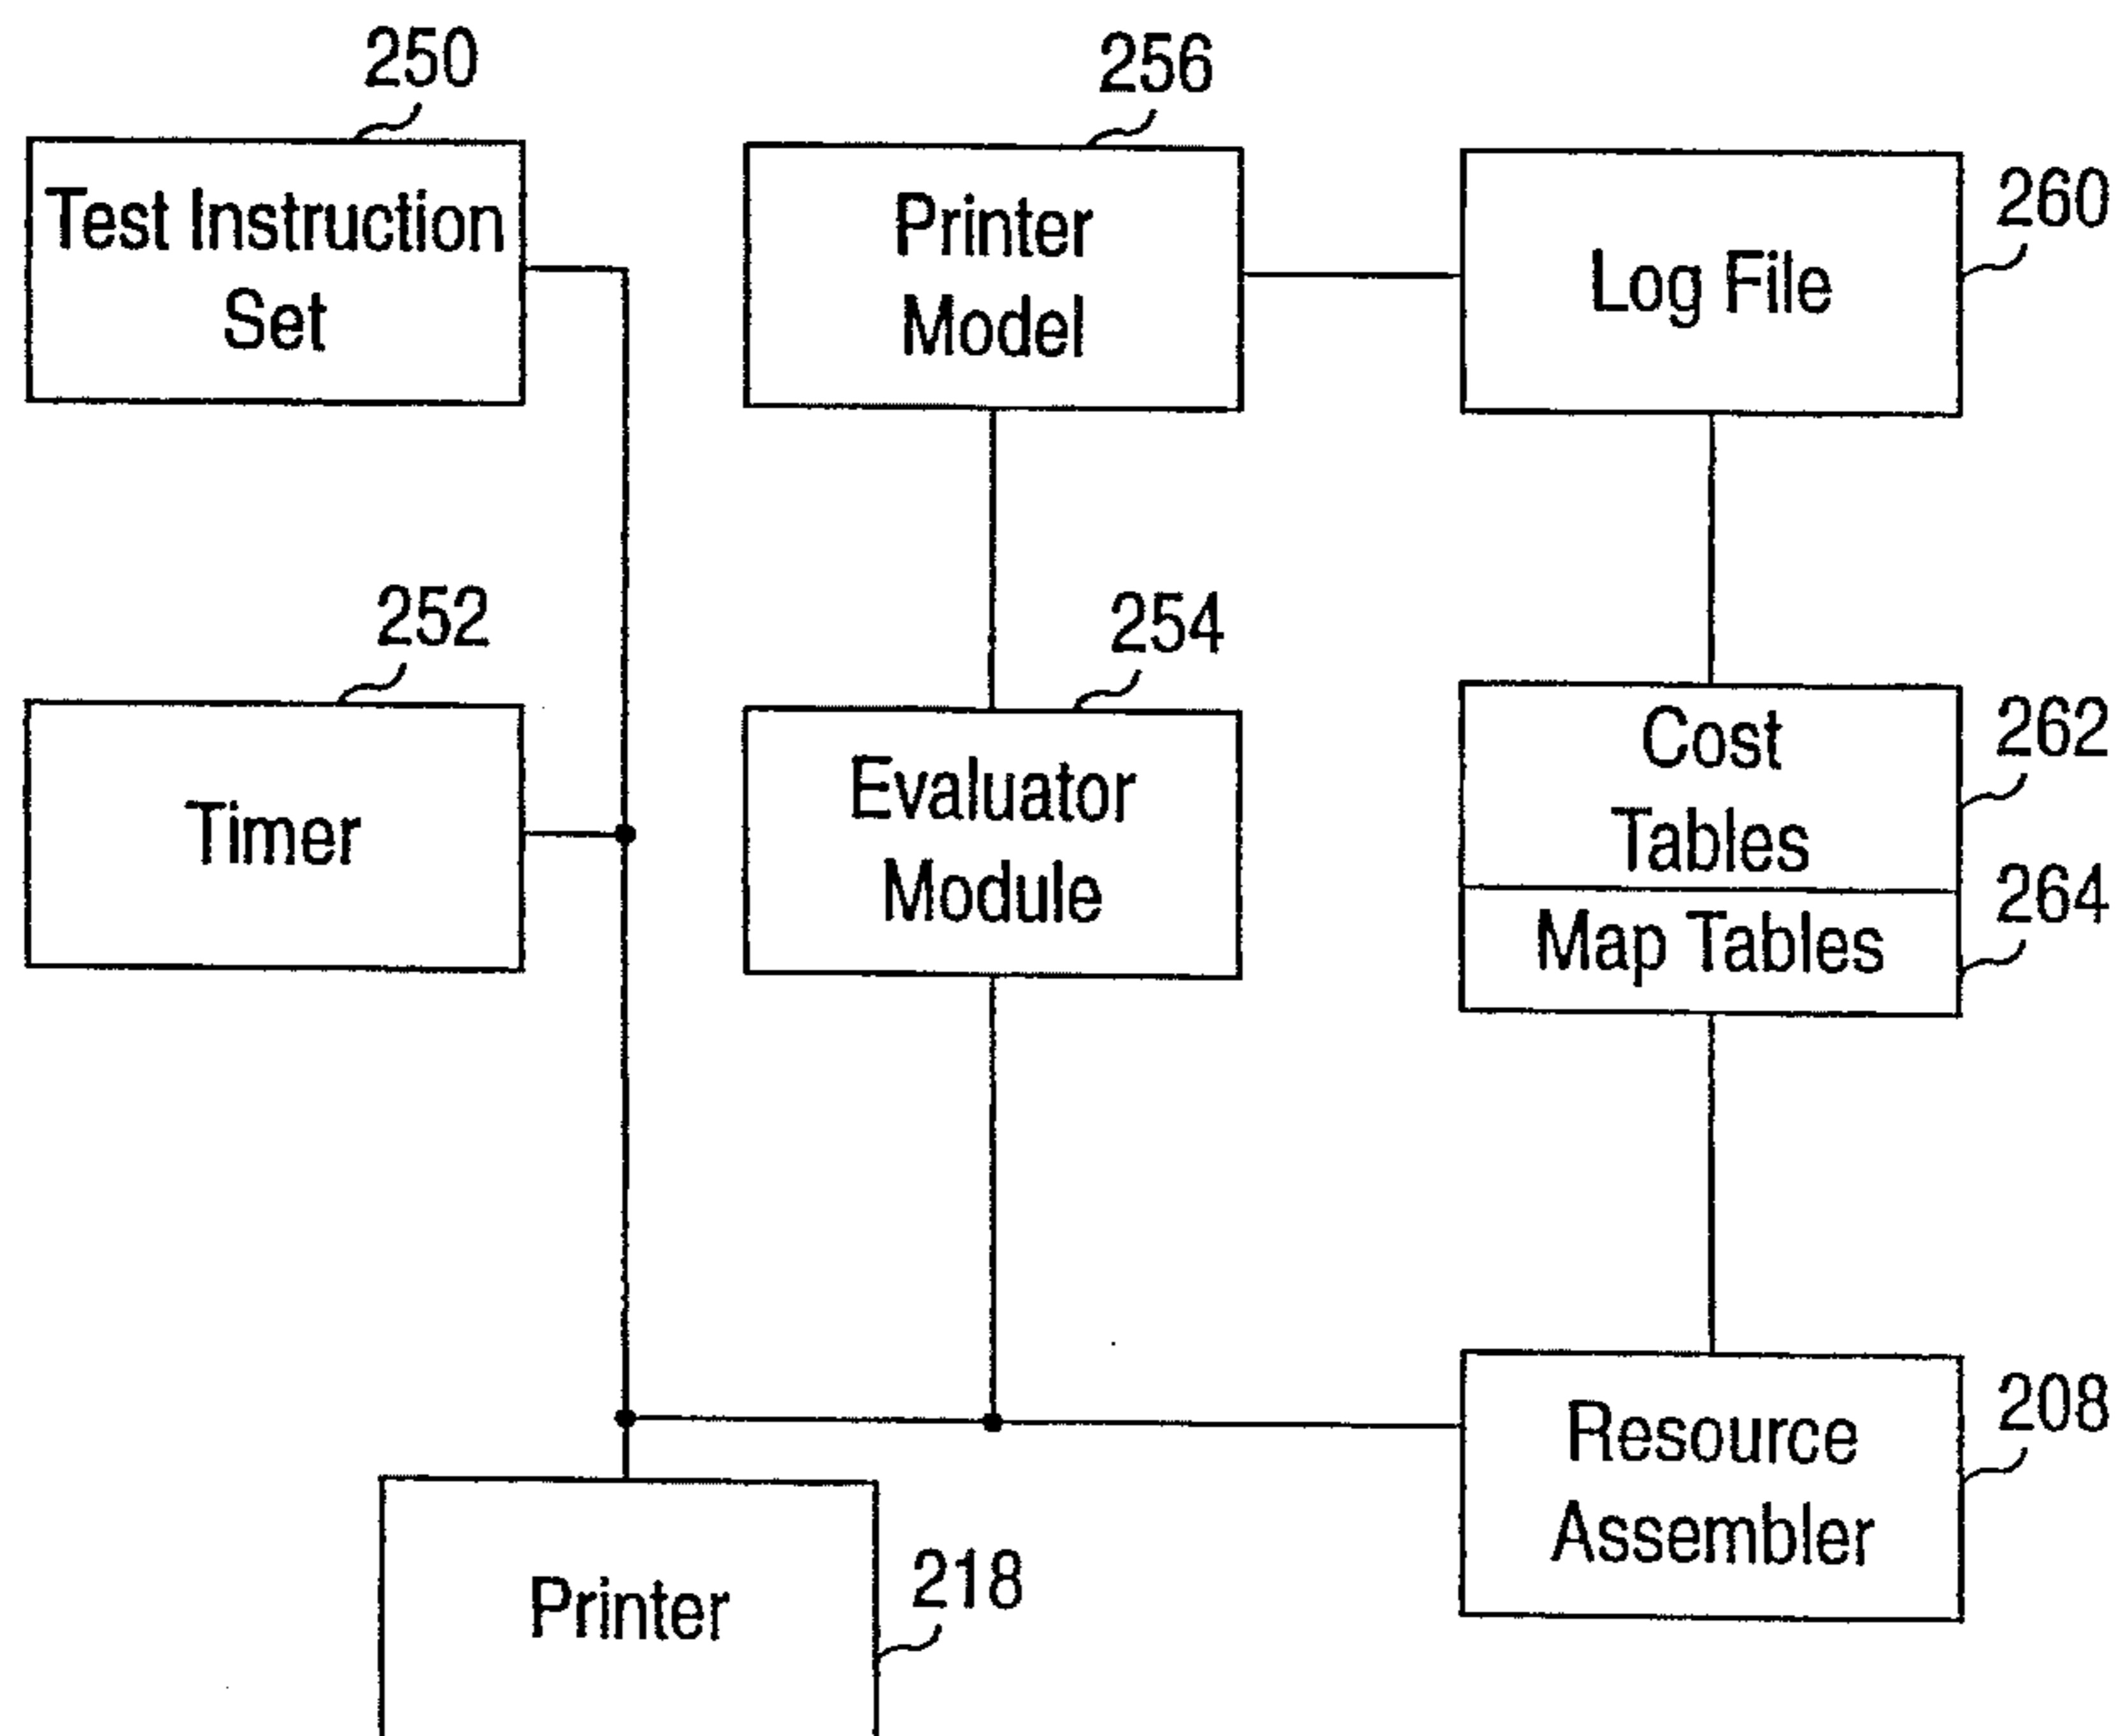 250
Test Instruction
Set
256
Printer
Model
260
Log File
252
Timer
254
Evaluator
Module
262
Cost
Tables
264
Map Tables
208
Resource
Assembler
218
Printer